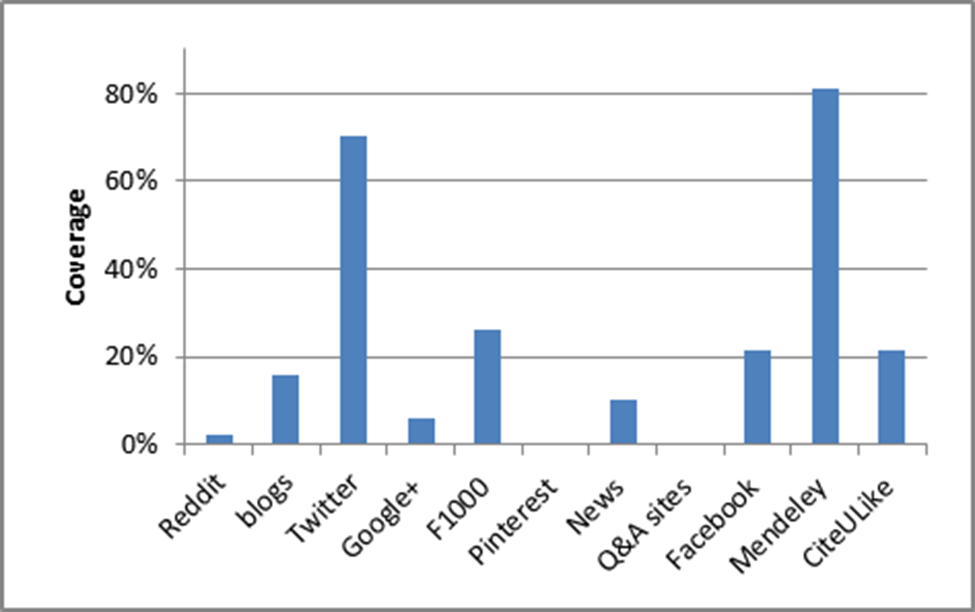 80%
60%
40%
20%
0%
Coverage
Reddit
blogs
Twitter
Google+
F1000
Pinterest
News
Q&A sites
Facebook
Mendeley
CiteULike